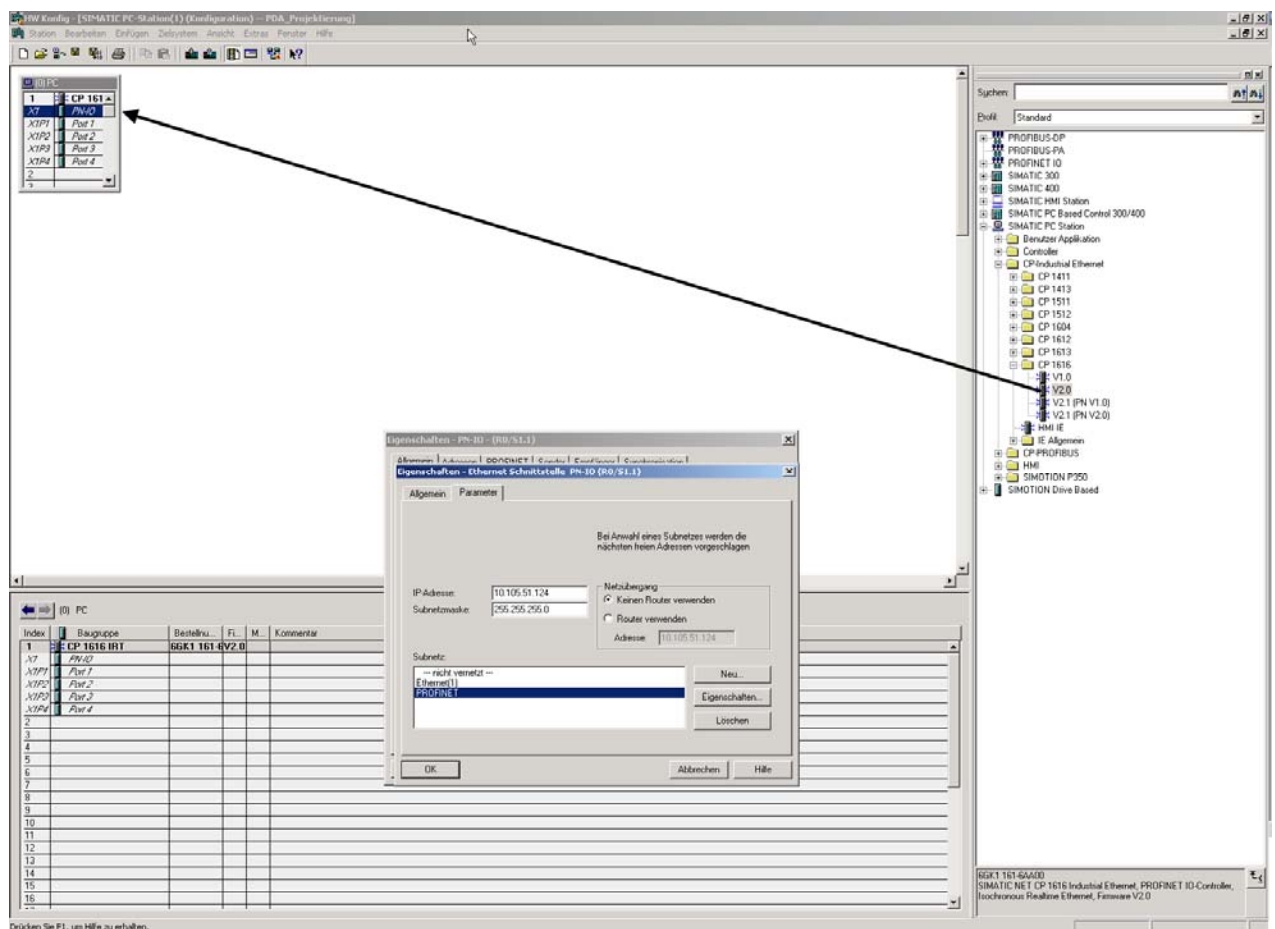 HW Konfig - [SIMATIC PC-Station(1) (Konfiguration) -- PDA_Projektierung]
Station Bearbeiten Einfügen Zielsystem Ansicht Extras Fenster Hilfe
(0) PC
1 CP 161
X1 PN-IO
X1P1 Port 1
X1P2 Port 2
X1P3 Port 3
X1P4 Port 4
2
3
Suchen:
Profil: Standard
PROFIBUS-DP
PROFIBUS-PA
PROFINET IO
SIMATIC 300
SIMATIC 400
SIMATIC HMI Station
SIMATIC PC Based Control 300/400
SIMATIC PC Station
Benutzer Applikation
Controller
CP-Industrial Ethernet
CP 1411
CP 1413
CP 1511
CP 1512
CP 1604
CP 1612
CP 1613
CP 1616
V1.0
V2.0
V2.1 (PN V1.0)
V2.1 (PN V2.0)
HMI IE
IE Allgemein
CP-PROFIBUS
HMI
SIMOTION P350
SIMOTION Drive Based
Eigenschaften - PN-IO - (R0/S1.1)
Allgemein Adressen PROFINET Sender Empfänger Synchronisation
Eigenschaften - Ethernet Schnittstelle PN-IO (R0/S1.1)
Allgemein Parameter
Bei Anwahl eines Subnetzes werden die
nächsten freien Adressen vorgeschlagen
IP-Adresse: 10.105.51.124
Subnetzmaske: 255.255.255.0
Netzübergang
Keinen Router verwenden
Router verwenden
Adresse: 10.105.51.124
Subnetz:
--- nicht vernetzt ---
Ethernet(1)
PROFINET
Neu...
Eigenschaften...
Löschen
OK Abbrechen Hilfe
(0) PC
Index Baugruppe Bestellnu... Fi... M... Kommentar
1 CP 1616 IRT 6GK1 161-6 V2.0
X1 PN-IO
X1P1 Port 1
X1P2 Port 2
X1P3 Port 3
X1P4 Port 4
2
3
4
5
6
7
8
9
10
11
12
13
14
15
16
6GK1 161-6AA00
SIMATIC NET CP 1616 Industrial Ethernet, PROFINET IO-Controller,
Isochronous Realtime Ethernet, Firmware V2.0
Drücken Sie F1, um Hilfe zu erhalten.